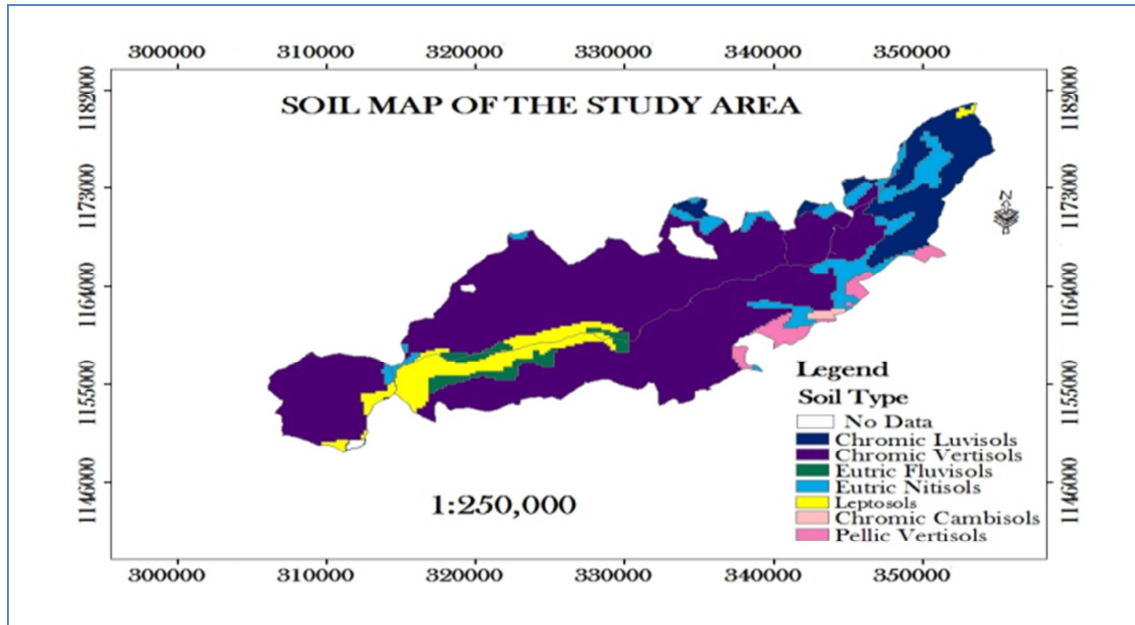 300000 310000 320000 330000 340000 350000
SOIL MAP OF THE STUDY AREA
1182000 1182000
1173000 1173000
N
1164000 1164000
1155000 1155000
1146000 1146000
Legend
Soil Type
No Data
Chromic Luvisols
Chromic Vertisols
Eutric Fluvisols
Eutric Nitisols
Leptosols
Chromic Cambisols
Pellic Vertisols
1:250,000
300000 310000 320000 330000 340000 350000